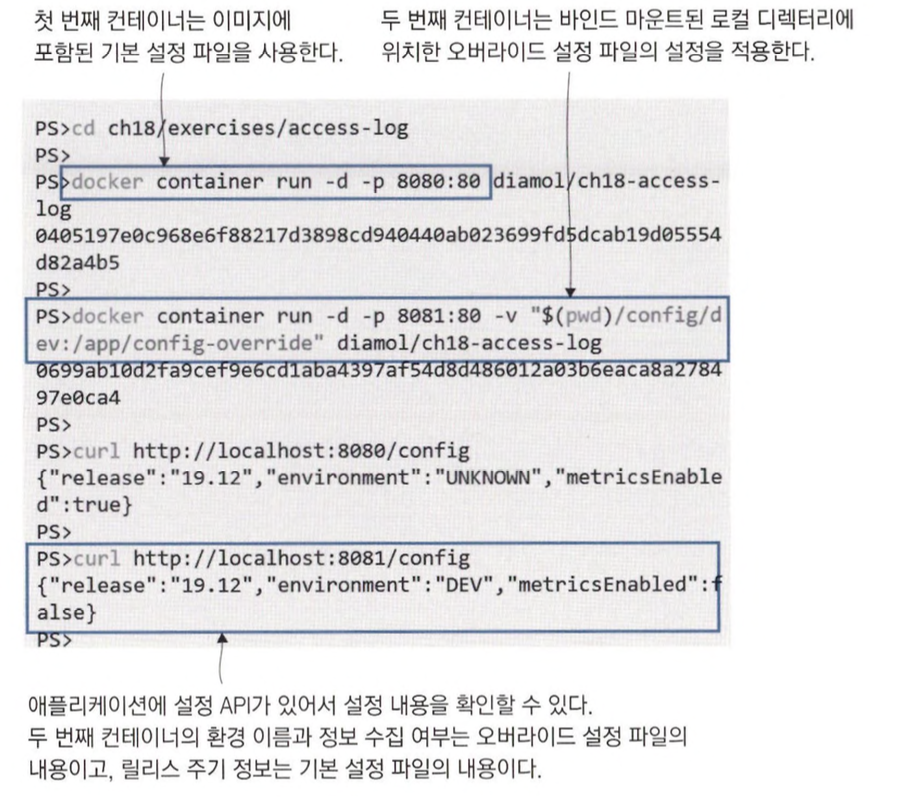 첫 번째 컨테이너는 이미지에
포함된 기본 설정 파일을 사용한다.
두 번째 컨테이너는 바인드 마운트된 로컬 디렉터리에
위치한 오버라이드 설정 파일의 설정을 적용한다.
PS>cd ch18/exercises/access-log
PS>
PS>docker container run -d -p 8080:80 diamol/ch18-access-
log
0405197e0c968e6f88217d3898cd940440ab023699fd5dcab19d05554
d82a4b5
PS>
PS>docker container run -d -p 8081:80 -v "$(pwd)/config/d
ev:/app/config-override" diamol/ch18-access-log
0699ab10d2fa9cef9e6cd1aba4397af54d8d486012a03b6eaca8a2784
97e0ca4
PS>
PS>curl http://localhost:8080/config
{"release":"19.12","environment":"UNKNOWN","metricsEnable
d":true}
PS>
PS>curl http://localhost:8081/config
{"release":"19.12","environment":"DEV","metricsEnabled":f
alse}
PS>
애플리케이션에 설정 API가 있어서 설정 내용을 확인할 수 있다.
두 번째 컨테이너의 환경 이름과 정보 수집 여부는 오버라이드 설정 파일의
내용이고, 릴리스 주기 정보는 기본 설정 파일의 내용이다.